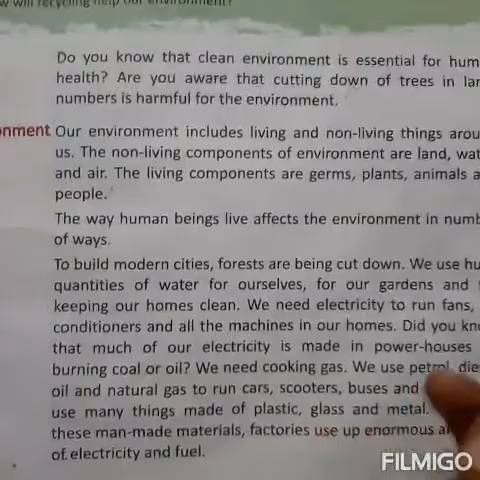 will recycling help our environment?
Do you know that clean environment is essential for hum
health? Are you aware that cutting down of trees in lar
numbers is harmful for the environment.
onment Our environment includes living and non-living things arou
us. The non-living components of environment are land, wat
and air. The living components are germs, plants, animals a
people.
The way human beings live affects the environment in numb
of ways.
To build modern cities, forests are being cut down. We use hu
quantities of water for ourselves, for our gardens and
keeping our homes clean. We need electricity to run fans,
conditioners and all the machines in our homes. Did you kn
that much of our electricity is made in power-houses
burning coal or oil? We need cooking gas. We use petrol, die
oil and natural gas to run cars, scooters, buses and
use many things made of plastic, glass and metal.
these man-made materials, factories use up enormous a
of electricity and fuel.
FILMIGO